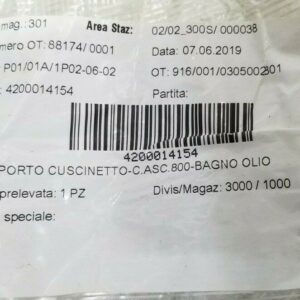 mag.: 301 Area Staz: 02/02_300S/ 000038
mero OT: 88174/ 0001 Data: 07.06.2019
P01/01A/1P02-06-02 OT: 916/001/0305002301
: 4200014154 Partita:
4200014154
PORTO CUSCINETTO-C.ASC.800-BAGNO OLIO
prelevata: 1 PZ Divis/Magaz: 3000 / 1000
speciale: